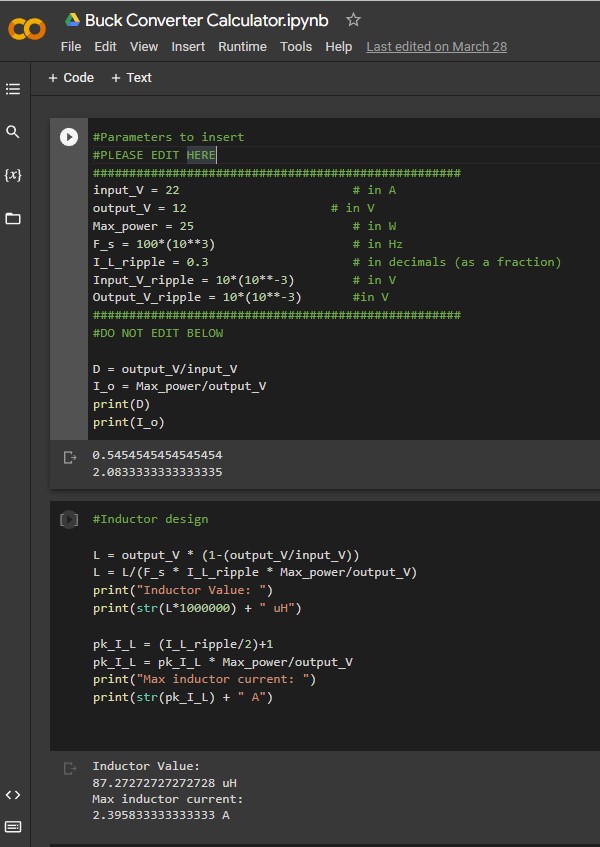 Buck Converter Calculator.ipynb
File Edit View Insert Runtime Tools Help Last edited on March 28
+ Code + Text
{x}
#Parameters to insert
#PLEASE EDIT HERE
###################################################
input_V = 22 # in A
output_V = 12 # in V
Max_power = 25 # in W
F_s = 100*(10**3) # in Hz
I_L_ripple = 0.3 # in decimals (as a fraction)
Input_V_ripple = 10*(10**-3) # in V
Output_V_ripple = 10*(10**-3) #in V
###################################################
#DO NOT EDIT BELOW
D = output_V/input_V
I_o = Max_power/output_V
print(D)
print(I_o)
0.5454545454545454
2.0833333333333335
#Inductor design
L = output_V * (1-(output_V/input_V))
L = L/(F_s * I_L_ripple * Max_power/output_V)
print("Inductor Value: ")
print(str(L*1000000) + " uH")
pk_I_L = (I_L_ripple/2)+1
pk_I_L = pk_I_L * Max_power/output_V
print("Max inductor current: ")
print(str(pk_I_L) + " A")
Inductor Value:
87.27272727272728 uH
Max inductor current:
2.395833333333333 A